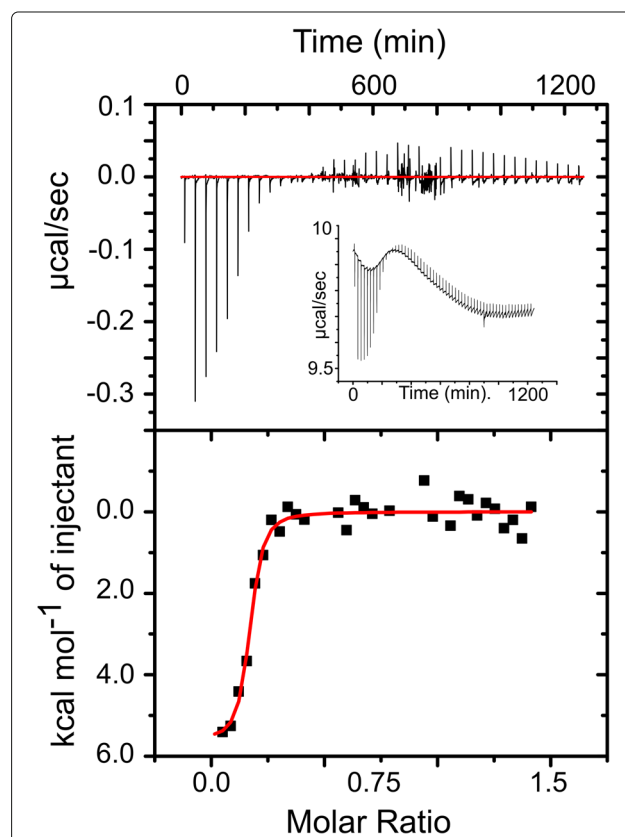 Time (min)
0 600 1200
0.1
0.0
-0.1
-0.2
-0.3
µcal/sec
10
9.5
µcal/sec
0 Time (min). 1200
0.0
2.0
4.0
6.0
kcal mol⁻¹ of injectant
0.0 0.75 1.5
Molar Ratio